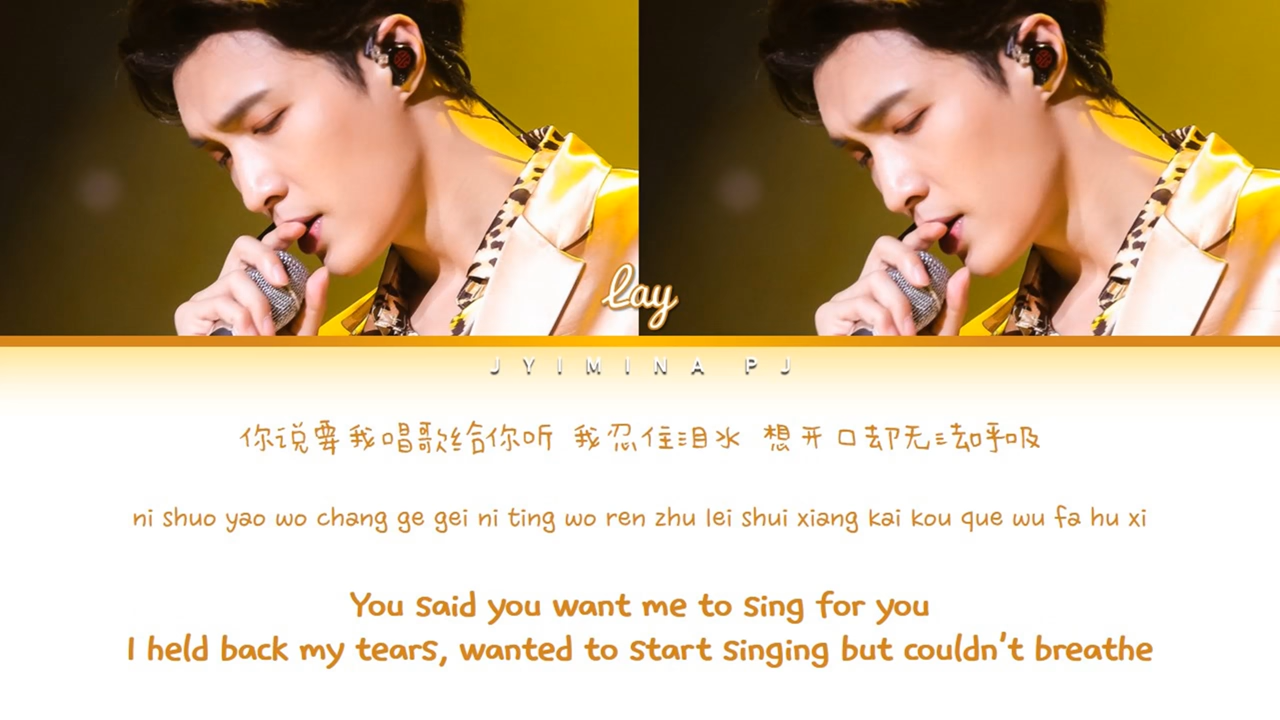 Lay
JYIMINA PJ
你说要我唱歌给你听 我忍住泪水 想开口却无法呼吸
ni shuo yao wo chang ge gei ni ting wo ren zhu lei shui xiang kai kou que wu fa hu xi
You said you want me to sing for you
I held back my tears, wanted to start singing but couldn't breathe